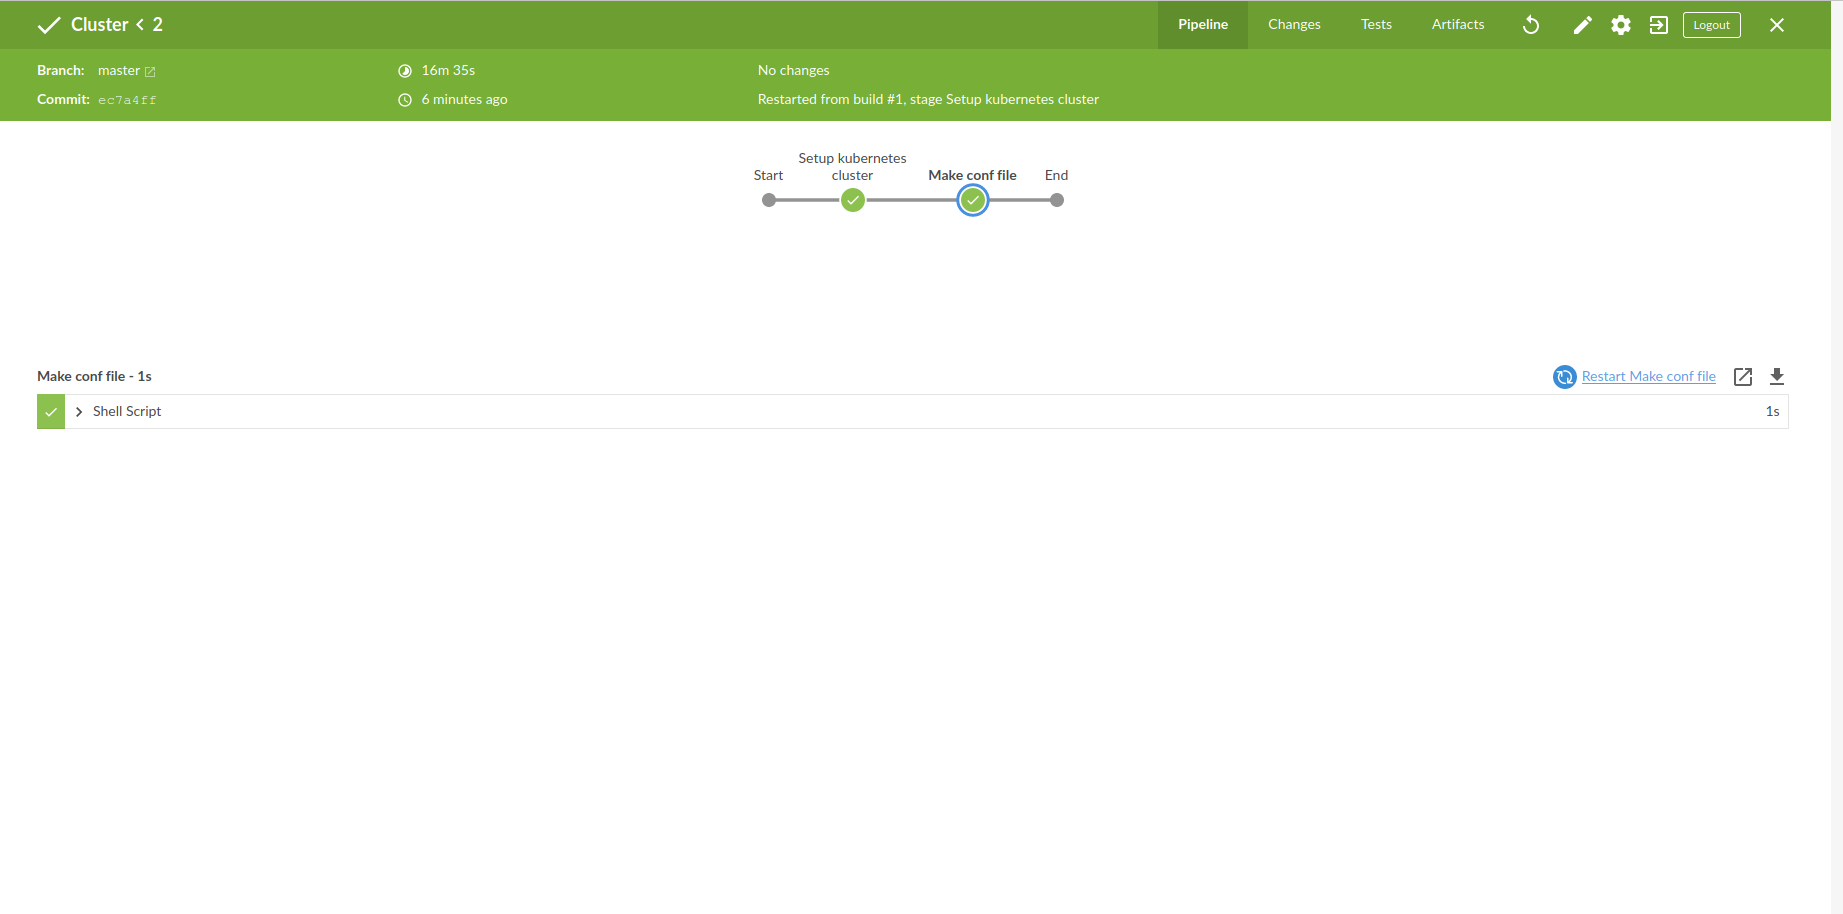 Cluster < 2
Pipeline Changes Tests Artifacts Logout
Branch: master 16m 35s No changes
Commit: ec7a4ff 6 minutes ago Restarted from build #1, stage Setup kubernetes cluster
Setup kubernetes
Start cluster Make conf file End
Make conf file - 1s Restart Make conf file
Shell Script 1s